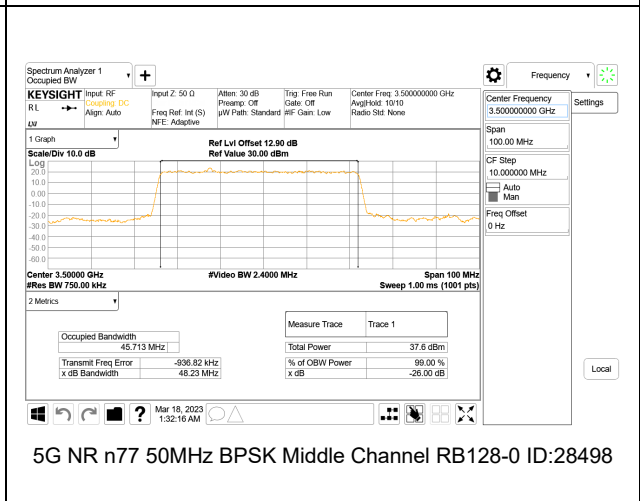 Spectrum Analyzer 1
Occupied BW
Frequency
KEYSIGHT
R L
Input: RF
Coupling: DC
Align: Auto
Input Z: 50 Ω
Freq Ref: Int (S)
NFE: Adaptive
Atten: 30 dB
Preamp: Off
µW Path: Standard
Trig: Free Run
Gate: Off
#IF Gain: Low
Center Freq: 3.500000000 GHz
Avg|Hold: 10/10
Radio Std: None
Center Frequency
3.500000000 GHz
Settings
Span
100.00 MHz
CF Step
10.000000 MHz
Auto
Man
Freq Offset
0 Hz
Local
1 Graph
Scale/Div 10.0 dB
Ref Lvl Offset 12.90 dB
Ref Value 30.00 dBm
Log
20.0
10.0
0.00
-10.0
-20.0
-30.0
-40.0
-50.0
-60.0
Center 3.50000 GHz
#Res BW 750.00 kHz
#Video BW 2.4000 MHz
Span 100 MHz
Sweep 1.00 ms (1001 pts)
2 Metrics
Occupied Bandwidth
45.713 MHz
Transmit Freq Error -936.82 kHz
x dB Bandwidth 48.23 MHz
Measure Trace Trace 1
Total Power 37.6 dBm
% of OBW Power 99.00 %
x dB -26.00 dB
?
Mar 18, 2023
1:32:16 AM
5G NR n77 50MHz BPSK Middle Channel RB128-0 ID:28498